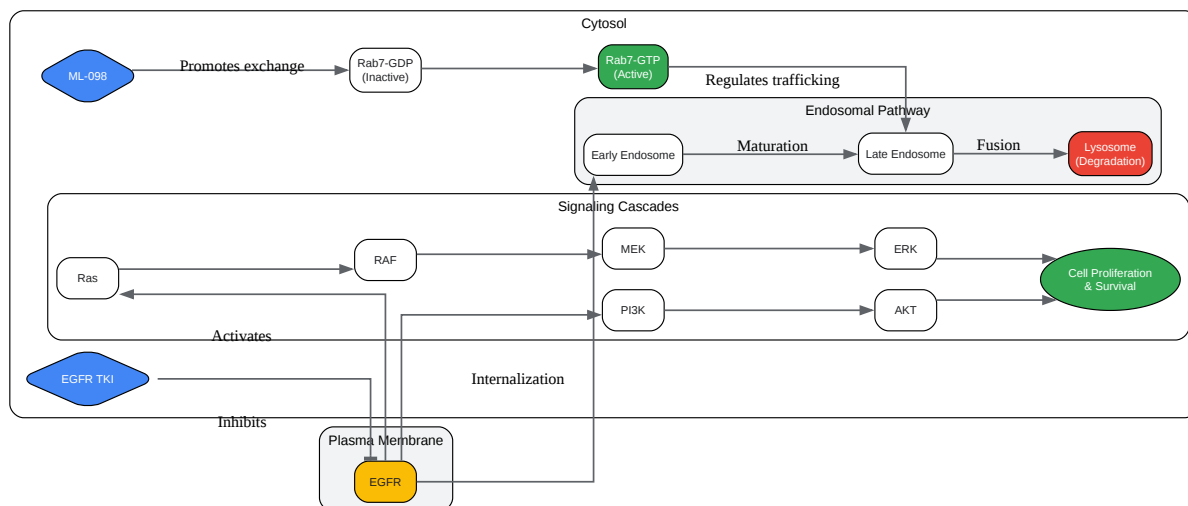 Cytosol
ML-098
Promotes exchange
Rab7-GDP
(Inactive)
Rab7-GTP
(Active)
Regulates trafficking
Endosomal Pathway
Early Endosome
Maturation
Late Endosome
Fusion
Lysosome
(Degradation)
Signaling Cascades
Ras
RAF
MEK
ERK
Cell Proliferation
& Survival
PI3K
AKT
Activates
EGFR TKI
Internalization
Inhibits
Plasma Membrane
EGFR